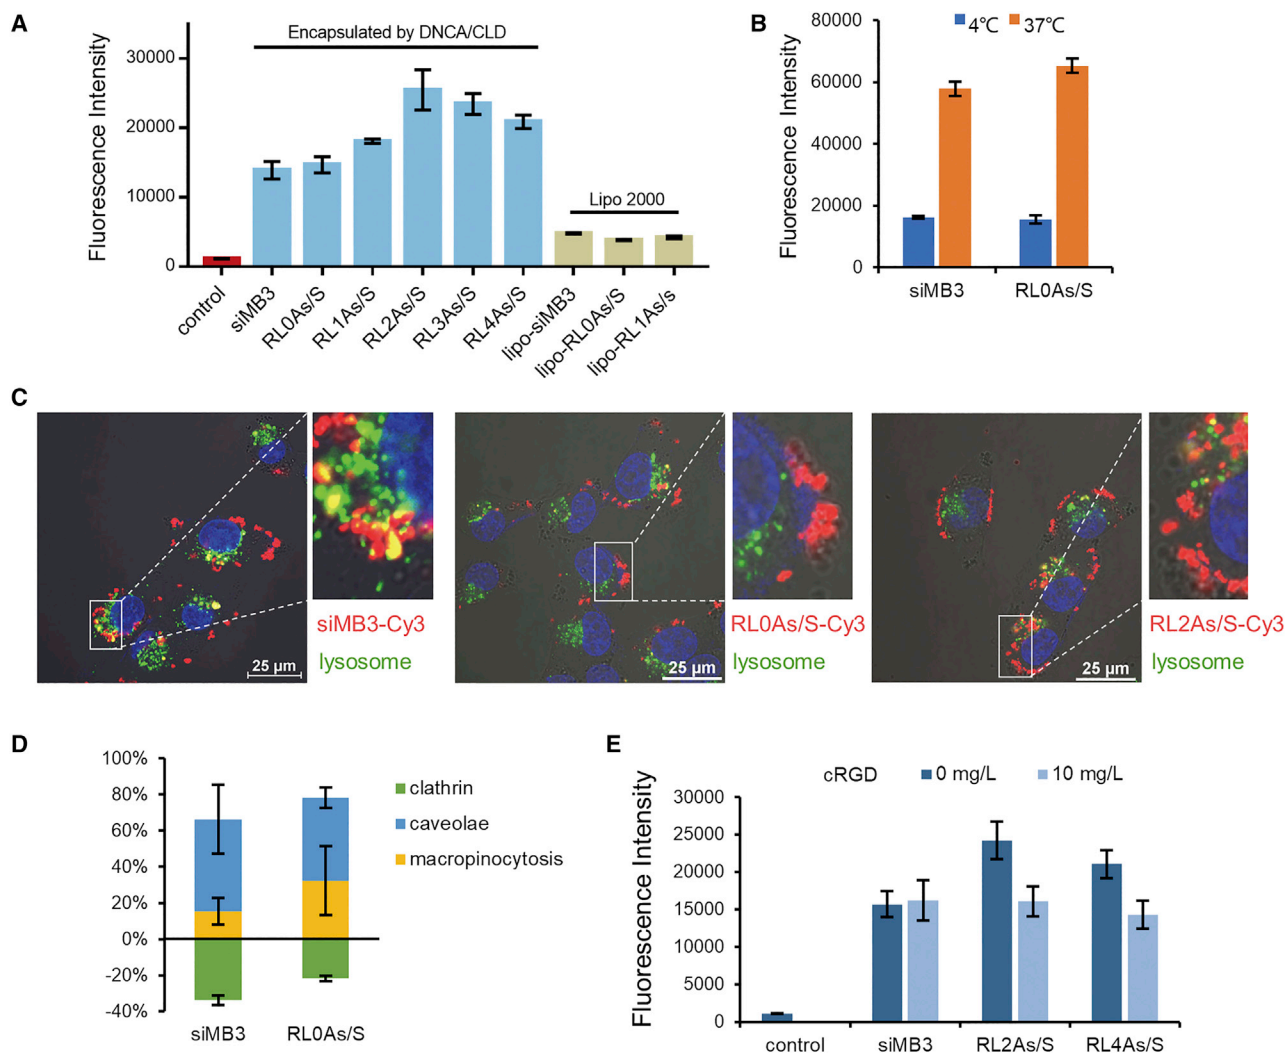 A
Encapsulated by DNCA/CLD
Fluorescence Intensity
30000
20000
10000
0
Lipo 2000
control
siMB3
RL0As/S
RL1As/S
RL2As/S
RL3As/S
RL4As/S
lipo-siMB3
lipo-RL0As/S
lipo-RL1As/s
B
4℃ 37℃
Fluorescence Intensity
80000
60000
40000
20000
0
siMB3 RL0As/S
C
siMB3-Cy3
lysosome
25 µm
RL0As/S-Cy3
lysosome
25 µm
RL2As/S-Cy3
lysosome
25 µm
D
100%
80%
60%
40%
20%
0%
-20%
-40%
clathrin
caveolae
macropinocytosis
siMB3 RL0As/S
E
cRGD 0 mg/L 10 mg/L
Fluorescence Intensity
30000
25000
20000
15000
10000
5000
0
control siMB3 RL2As/S RL4As/S